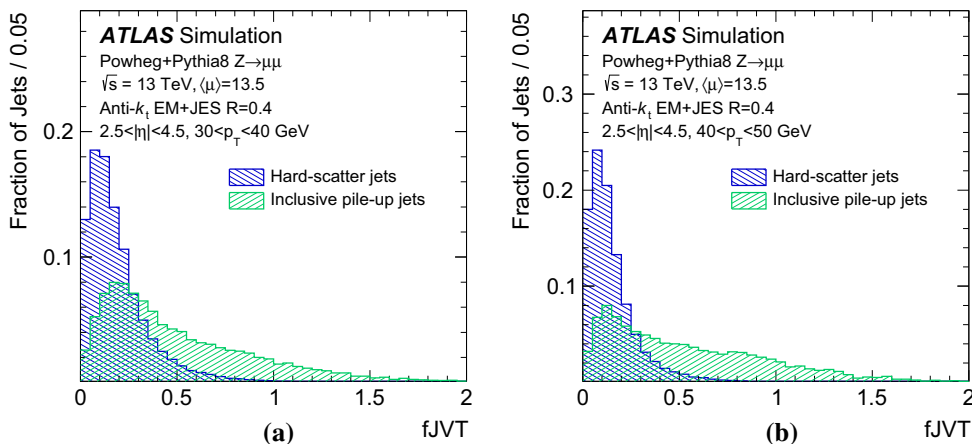 Fraction of Jets / 0.05
0.2
0.1
ATLAS Simulation
Powheg+Pythia8 Z→μμ
√s = 13 TeV, ⟨μ⟩=13.5
Anti-kt EM+JES R=0.4
2.5<|η|<4.5, 30<pT<40 GeV
Hard-scatter jets
Inclusive pile-up jets
0 0.5 1 1.5 2
fJVT
(a)
Fraction of Jets / 0.05
0.3
0.2
0.1
ATLAS Simulation
Powheg+Pythia8 Z→μμ
√s = 13 TeV, ⟨μ⟩=13.5
Anti-kt EM+JES R=0.4
2.5<|η|<4.5, 40<pT<50 GeV
Hard-scatter jets
Inclusive pile-up jets
0 0.5 1 1.5 2
fJVT
(b)